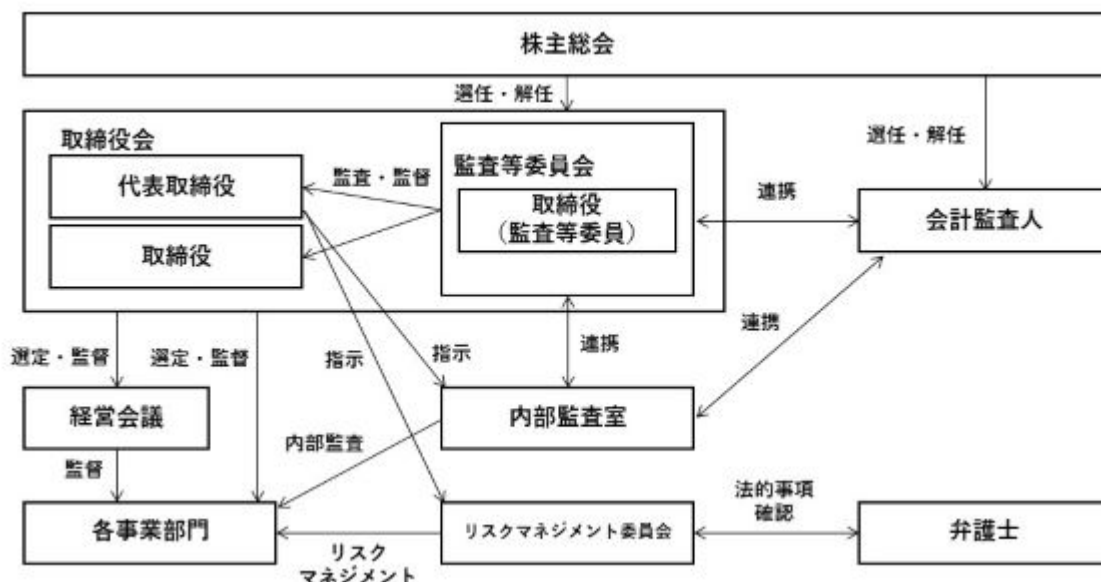 株主総会
選任・解任
選任・解任
取締役会
代表取締役
取締役
監査・監督
監査等委員会
取締役
(監査等委員)
連携
会計監査人
選定・監督
選定・監督
指示
指示
連携
連携
経営会議
内部監査室
監督
内部監査
各事業部門
リスクマネジメント委員会
法的事項
確認
弁護士
リスク
マネジメント